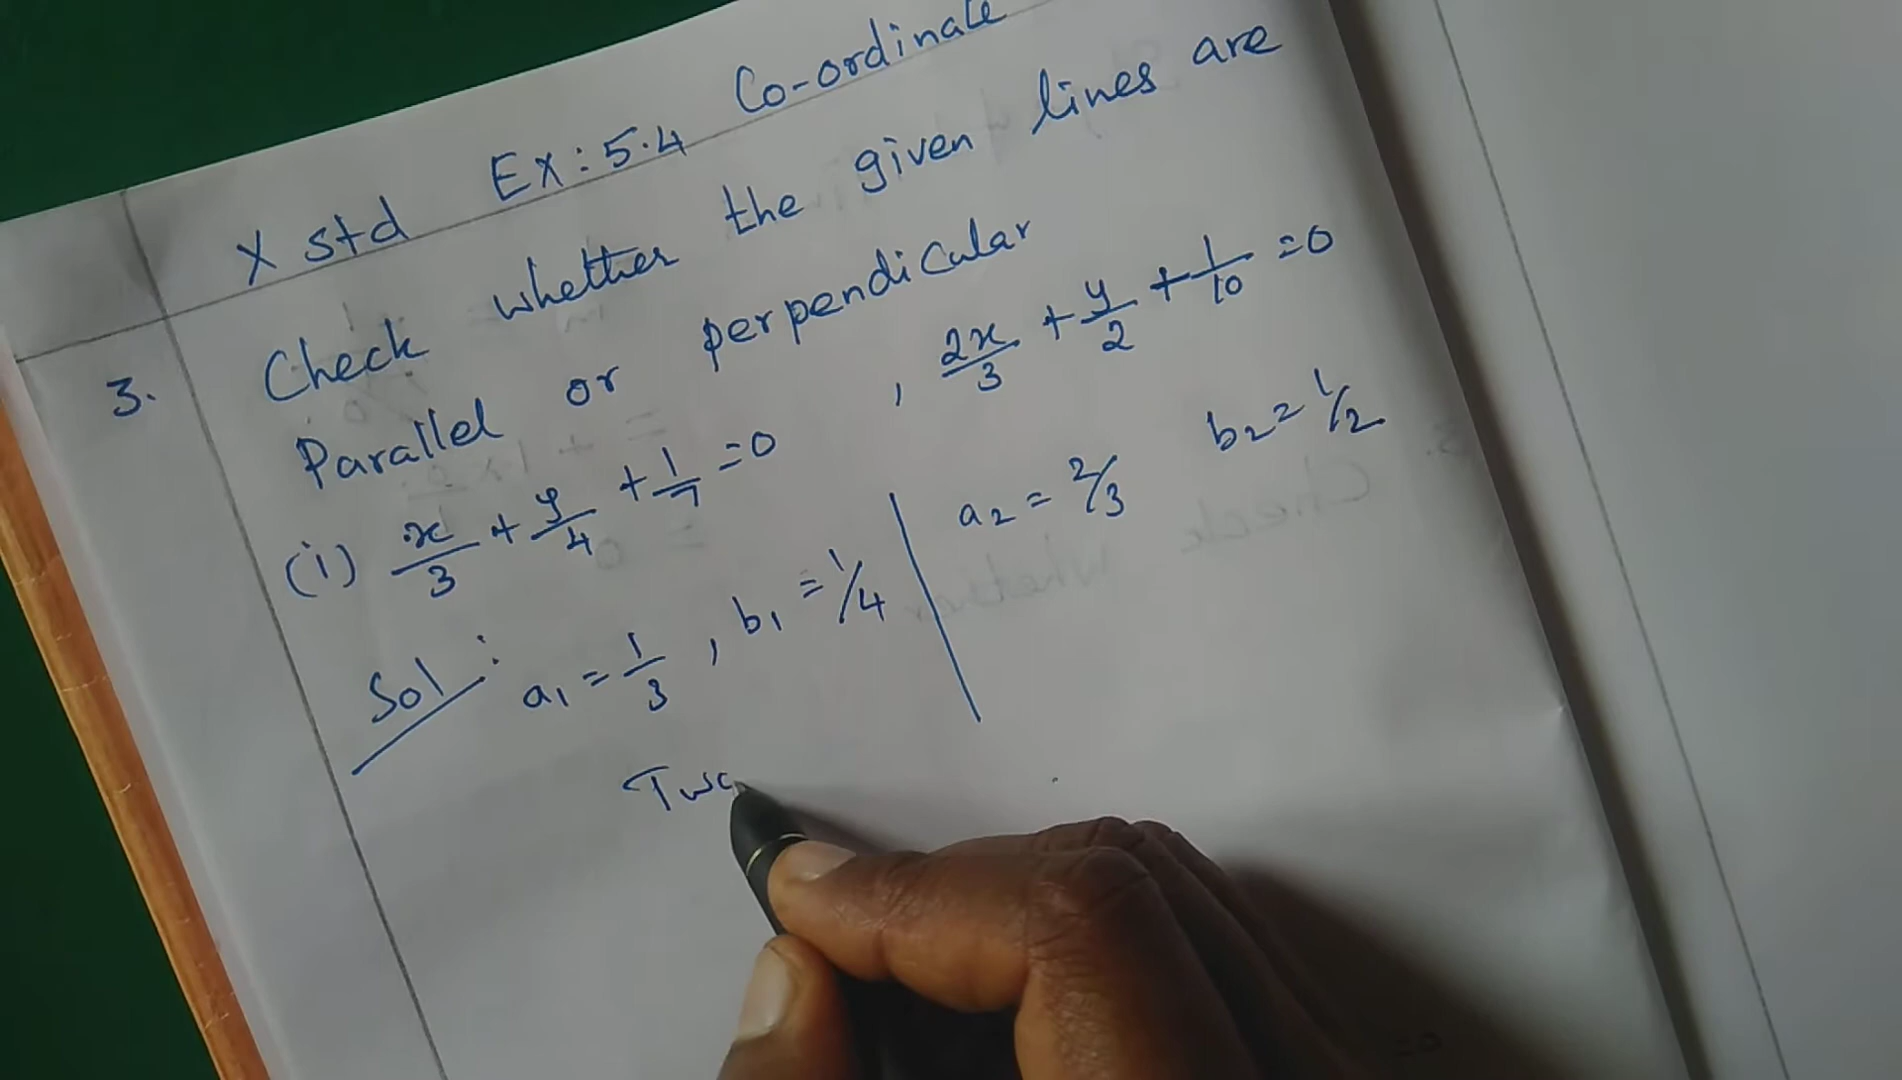 X std Ex: 5.4 Co-ordinate
3. Check whether the given lines are
Parallel or perpendicular
(i) x/3 + y/4 + 1/7 = 0 , 2x/3 + y/2 + 1/10 = 0
Sol: a1 = 1/3 , b1 = 1/4 a2 = 2/3 b2 = 1/2
Two